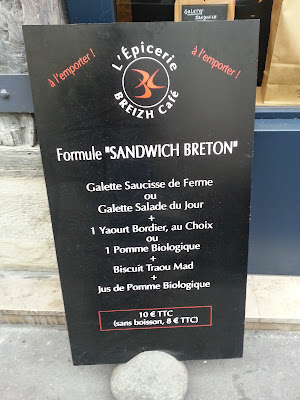 GALETTE
à l'emporter !
à l'emporter !
L'Épicerie
BREIZH Café
Formule "SANDWICH BRETON"
Galette Saucisse de Ferme
ou
Galette Salade du Jour
+
1 Yaourt Bordier, au Choix
ou
1 Pomme Biologique
+
Biscuit Traou Mad
+
Jus de Pomme Biologique
10 € TTC
(sans boisson, 8 € TTC)